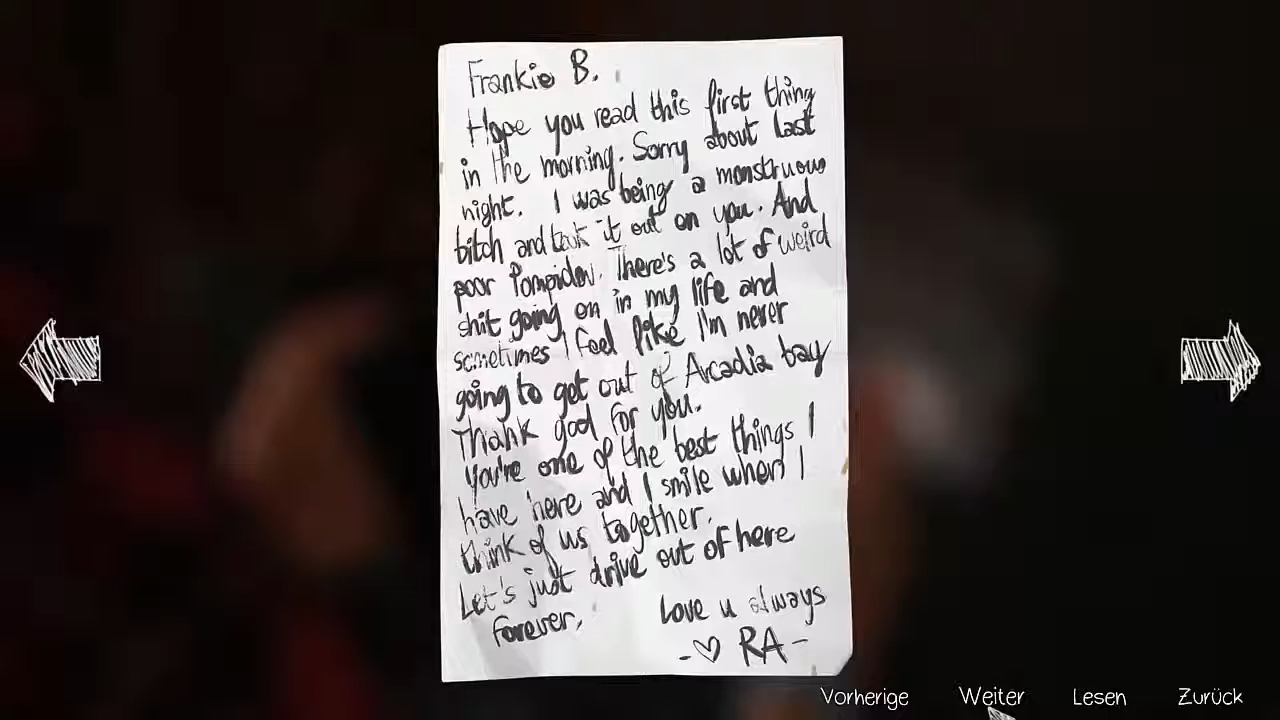 Frankie B.
Hope you read this first thing
in the morning. Sorry about last
night. I was being a monstruous
bitch and took it out on you. And
poor Pompidou. There's a lot of weird
shit going on in my life and
sometimes I feel like I'm never
going to get out of Arcadia bay
Thank god for you.
You're one of the best things I
have here and I smile when I
think of us together.
Let's just drive out of here
forever.
Love u always
-♡ RA-
Vorherige Weiter Lesen Zurück